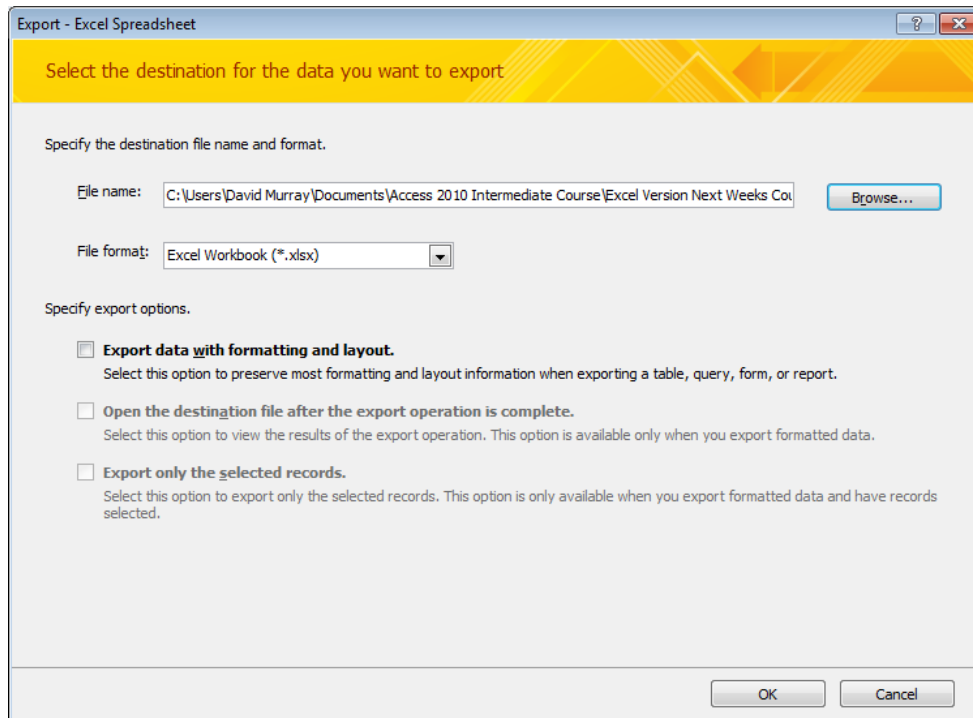 Export - Excel Spreadsheet
Select the destination for the data you want to export
Specify the destination file name and format.
File name: C:\Users\David Murray\Documents\Access 2010 Intermediate Course\Excel Version Next Weeks Cou Browse...
File format: Excel Workbook (*.xlsx)
Specify export options.
Export data with formatting and layout.
Select this option to preserve most formatting and layout information when exporting a table, query, form, or report.
Open the destination file after the export operation is complete.
Select this option to view the results of the export operation. This option is available only when you export formatted data.
Export only the selected records.
Select this option to export only the selected records. This option is only available when you export formatted data and have records
selected.
OK Cancel